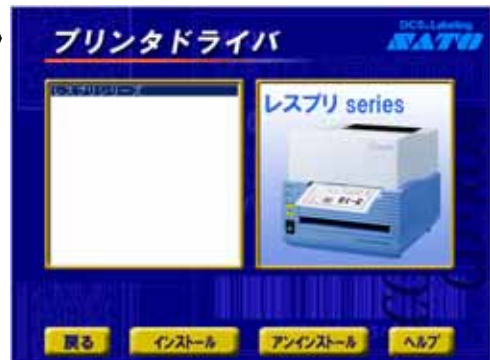 プリンタドライバ
DCS&Labeling
SATO
レスプリシリーズ
レスプリ series
戻る
インストール
アンインストール
ヘルプ